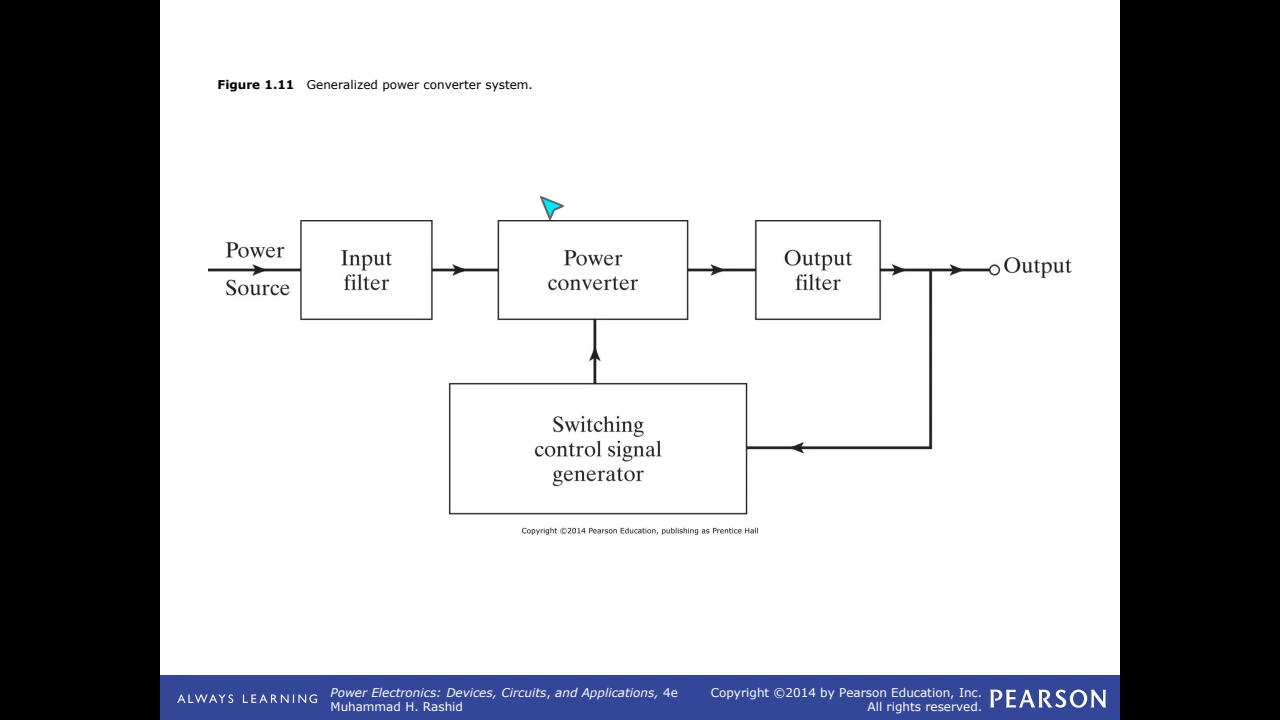 Figure 1.11 Generalized power converter system.
Power
Source
Input
filter
Power
converter
Output
filter
Output
Switching
control signal
generator
Copyright ©2014 Pearson Education, publishing as Prentice Hall
ALWAYS LEARNING
Power Electronics: Devices, Circuits, and Applications, 4e
Muhammad H. Rashid
Copyright ©2014 by Pearson Education, Inc.
All rights reserved.
PEARSON